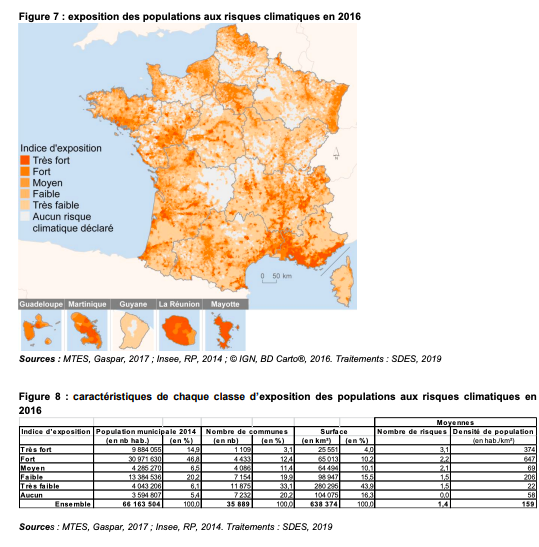 Figure 7 : exposition des populations aux risques climatiques en 2016
Indice d'exposition
Très fort
Fort
Moyen
Faible
Très faible
Aucun risque
climatique déclaré
0 50 km
Guadeloupe Martinique Guyane La Réunion Mayotte
Sources : MTES, Gaspar, 2017 ; Insee, RP, 2014 ; © IGN, BD Carto®, 2016. Traitements : SDES, 2019
Figure 8 : caractéristiques de chaque classe d'exposition des populations aux risques climatiques en
2016
Moyennes
Indice d'exposition Population municipale 2014 Nombre de communes Surface Nombre de risques Densité de population
(en nb hab.) (en %) (en nb) (en %) (en km²) (en %) (en hab./km²)
Très fort 9 884 055 14,9 1 109 3,1 25 551 4,0 3,1 374
Fort 30 971 630 46,8 4 433 12,4 65 013 10,2 2,2 647
Moyen 4 285 270 6,5 4 086 11,4 64 494 10,1 2,1 69
Faible 13 384 536 20,2 7 154 19,9 98 947 15,5 1,5 206
Très faible 4 043 206 6,1 11 875 33,1 280 295 43,9 1,5 22
Aucun 3 594 807 5,4 7 232 20,2 104 075 16,3 0,0 58
Ensemble 66 163 504 100,0 35 889 100,0 638 374 100,0 1,4 159
Sources : MTES, Gaspar, 2017 ; Insee, RP, 2014. Traitements : SDES, 2019